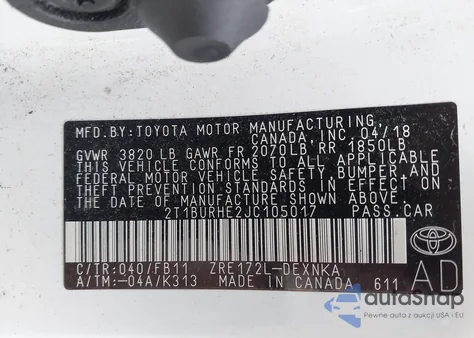 MFD.BY:TOYOTA MOTOR MANUFACTURING
CANADA, INC. 04/18
GVWR 3820 LB GAWR FR 2070LB RR 1850LB
THIS VEHICLE CONFORMS TO ALL APPLICABLE
FEDERAL MOTOR VEHICLE SAFETY, BUMPER, AND
THEFT PREVENTION STANDARDS IN EFFECT ON
THE DATE OF MANUFACTURE SHOWN ABOVE.
2T1BURHE2JC105017 PASS.CAR
C/TR:040/FB11 ZRE172L-DEXNKA
A/TM:-04A/K313 MADE IN CANADA 611
AD
autaSnap
Pewne auta z aukcji USA i EU